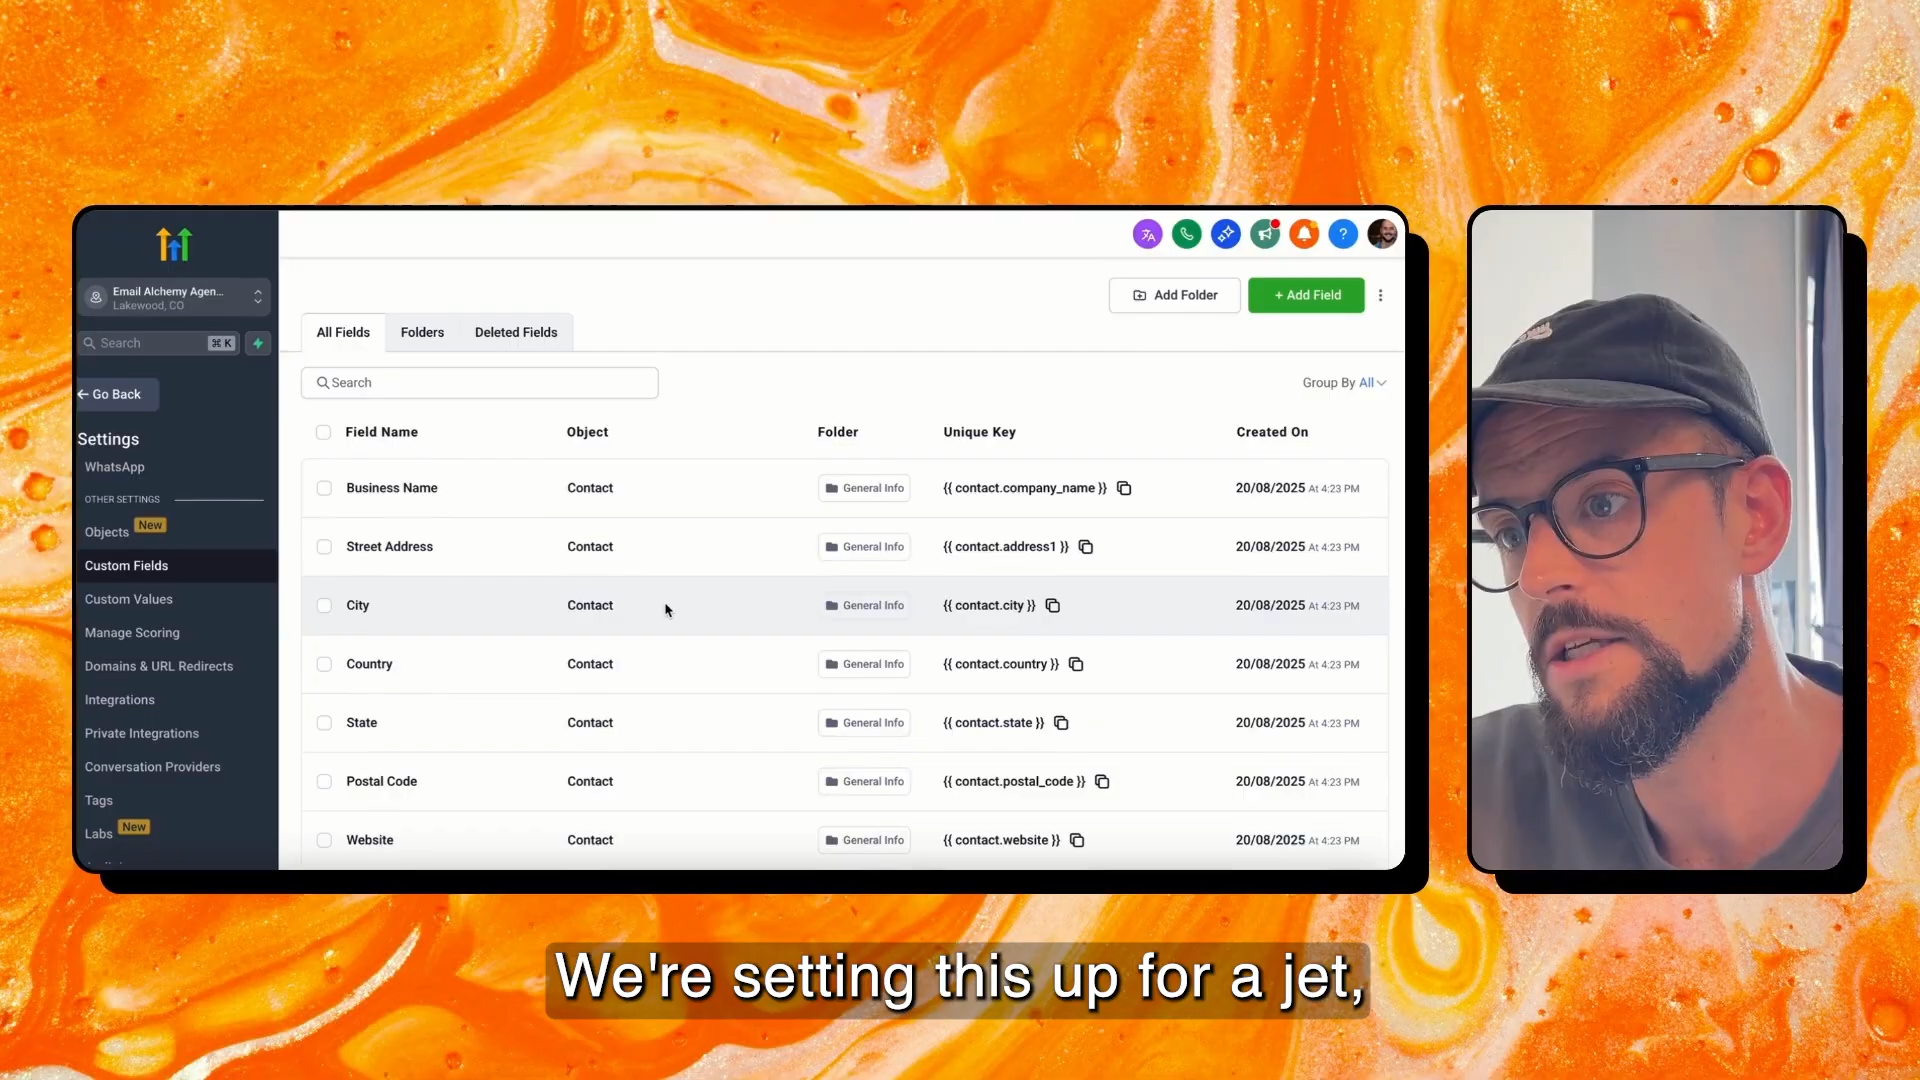 Email Alchemy Agen...
Lakewood, CO
Search ⌘ K
Go Back
Settings
WhatsApp
OTHER SETTINGS
Objects New
Custom Fields
Custom Values
Manage Scoring
Domains & URL Redirects
Integrations
Private Integrations
Conversation Providers
Tags
Labs New
Add Folder
+ Add Field
All Fields Folders Deleted Fields
Search
Group By All
Field Name Object Folder Unique Key Created On
Business Name Contact General Info {{ contact.company_name }} 20/08/2025 At 4:23 PM
Street Address Contact General Info {{ contact.address1 }} 20/08/2025 At 4:23 PM
City Contact General Info {{ contact.city }} 20/08/2025 At 4:23 PM
Country Contact General Info {{ contact.country }} 20/08/2025 At 4:23 PM
State Contact General Info {{ contact.state }} 20/08/2025 At 4:23 PM
Postal Code Contact General Info {{ contact.postal_code }} 20/08/2025 At 4:23 PM
Website Contact General Info {{ contact.website }} 20/08/2025 At 4:23 PM
We're setting this up for a jet,